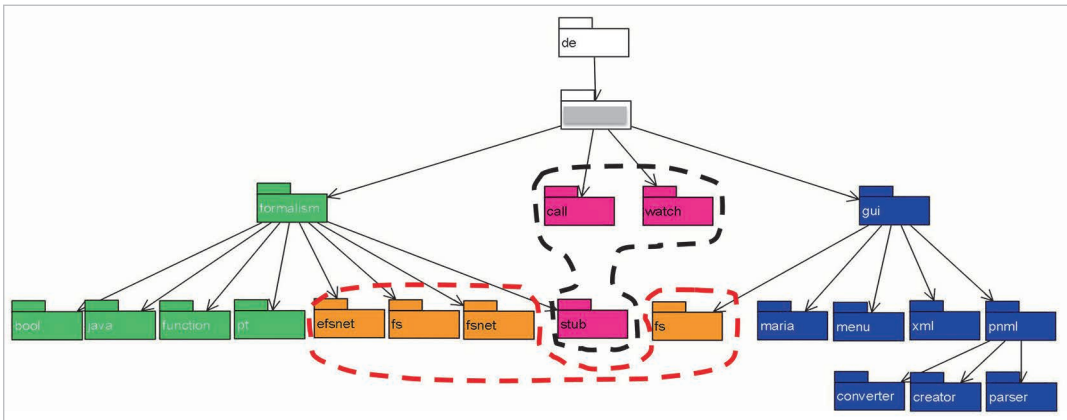 de
formalism
call
watch
gui
bool
java
function
pt
efsnet
fs
fsnet
stub
fs
maria
menu
xml
pnml
converter
creator
parser